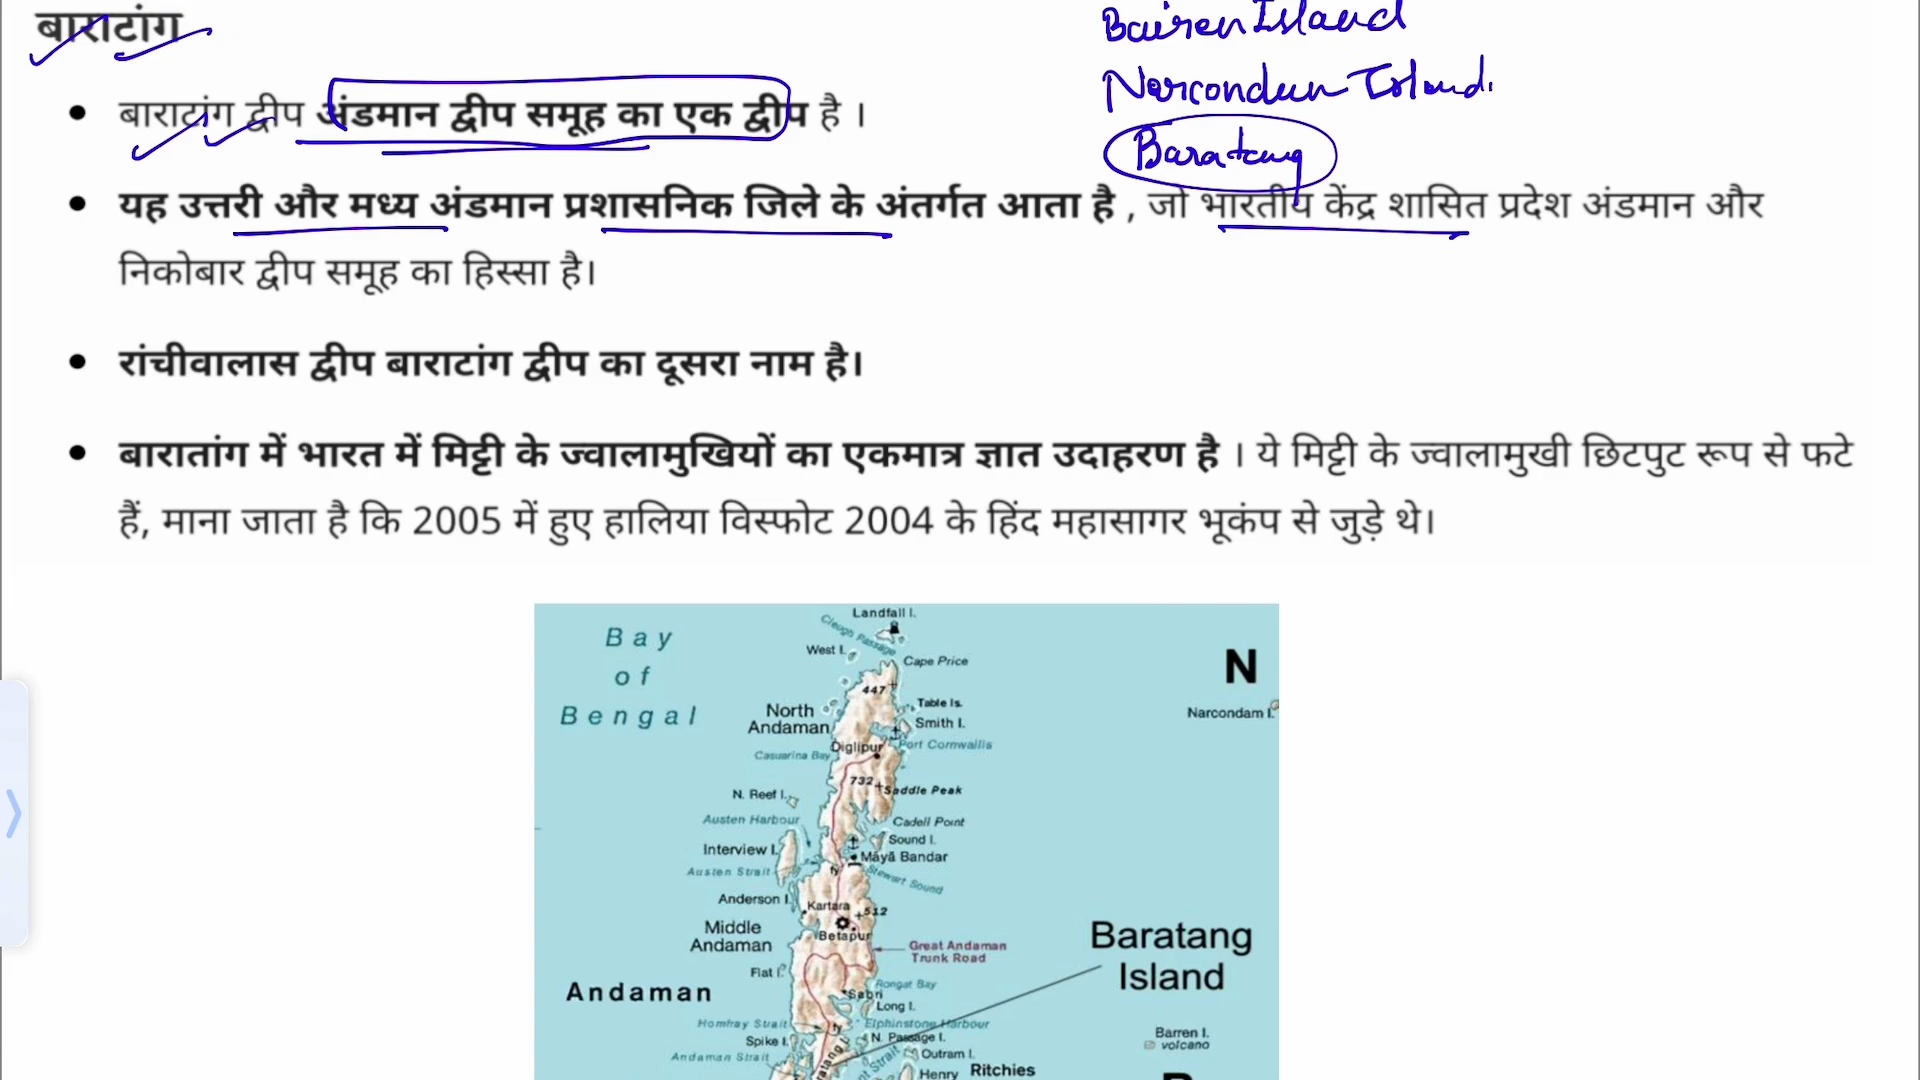 बाराटांग
Barren Island
Narcondam Island.
Baratang
बाराटांग द्वीप अंडमान द्वीप समूह का एक द्वीप है ।
यह उत्तरी और मध्य अंडमान प्रशासनिक जिले के अंतर्गत आता है , जो भारतीय केंद्र शासित प्रदेश अंडमान और
निकोबार द्वीप समूह का हिस्सा है।
रांचीवालास द्वीप बाराटांग द्वीप का दूसरा नाम है।
बारातांग में भारत में मिट्टी के ज्वालामुखियों का एकमात्र ज्ञात उदाहरण है । ये मिट्टी के ज्वालामुखी छिटपुट रूप से फटे
हैं, माना जाता है कि 2005 में हुए हालिया विस्फोट 2004 के हिंद महासागर भूकंप से जुड़े थे।
Landfall I.
Bay
of
Bengal
Cleugh Passage
West I.
Cape Price
N
447
Table Is.
Narcondam I.
North
Andaman
Smith I.
Diglipur
Port Cornwallis
Casuarina Bay
732
Saddle Peak
N. Reef I.
Austen Harbour
Cadell Point
Sound I.
Interview I.
Māyā Bandar
Austen Strait
Stewart Sound
Anderson I.
Kartara
512
Middle
Andaman
Betapur
Great Andaman
Trunk Road
Baratang
Island
Flat I.
Andaman
Rongat Bay
Sabri
Long I.
Homfray Strait
Elphinstone Harbour
Spike I.
N. Passage I.
Barren I.
volcano
Andaman Strait
Outram I.
Henry
Ritchies